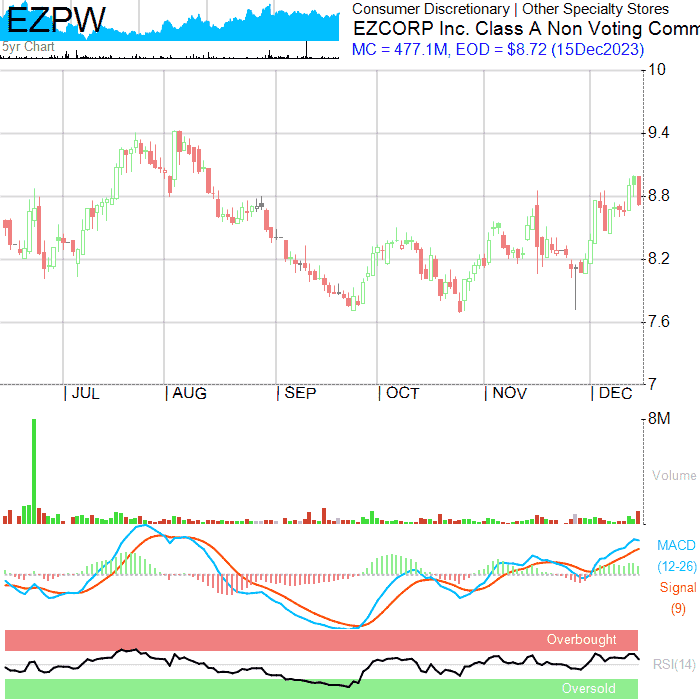 EZPW
5yr Chart
Consumer Discretionary | Other Specialty Stores
EZCORP Inc. Class A Non Voting Comm
MC = 477.1M, EOD = $8.72 (15Dec2023)
10
9.4
8.8
8.2
7.6
7
| JUL | AUG | SEP | OCT | NOV | DEC
8M
Volume
MACD
(12-26)
Signal
(9)
Overbought
RSI(14)
Oversold